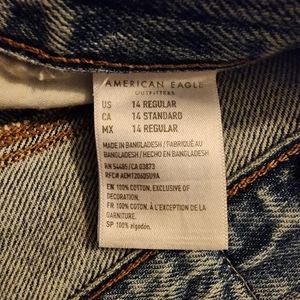 AMERICAN EAGLE
OUTFITTERS
US 14 REGULAR
CA 14 STANDARD
MX 14 REGULAR
MADE IN BANGLADESH / FABRIQUÉ AU
BANGLADESH / HECHO EN BANGLADESH
RN 54485/CA 03873
RFC# AEMT2060509A
EN 100% COTTON, EXCLUSIVE OF
DECORATION.
FR 100% COTON, À L'EXCEPTION DE LA
GARNITURE.
SP 100% algodón.